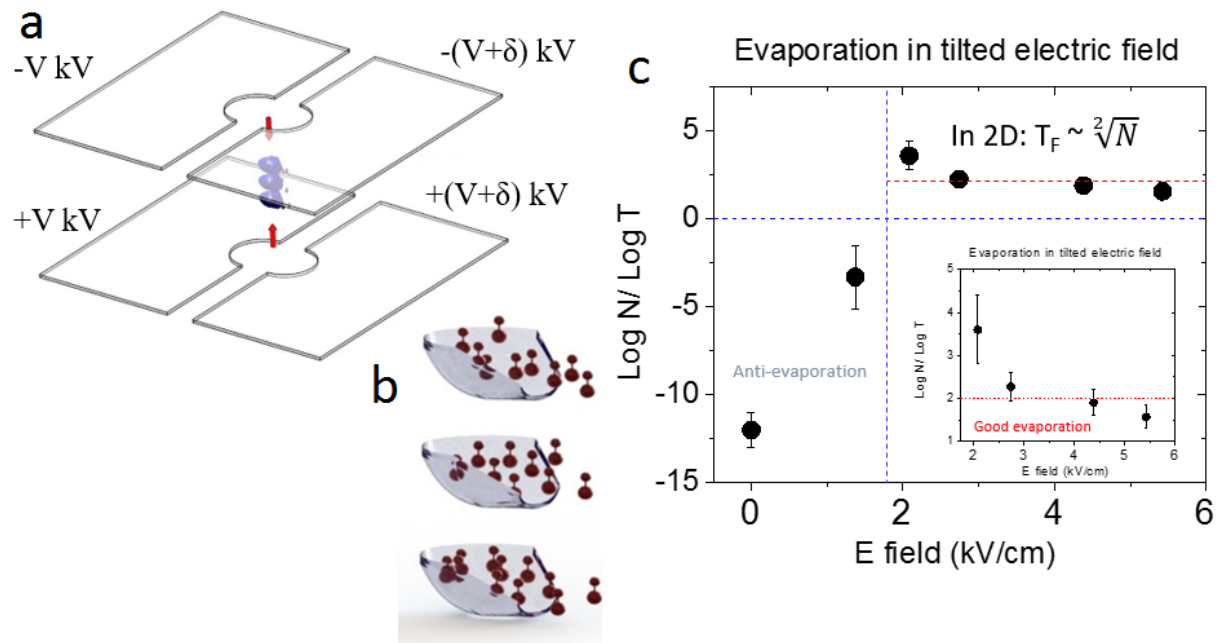 a
-V kV
-(V+δ) kV
+V kV
+(V+δ) kV
b
c
Evaporation in tilted electric field
In 2D: T_F ~ ²√N
Log N/ Log T
5
0
-5
-10
-15
Anti-evaporation
0
2
4
6
E field (kV/cm)
Evaporation in tilted electric field
Log N/ Log T
5
4
3
2
1
Good evaporation
2
3
4
5
6
E field (kV/cm)